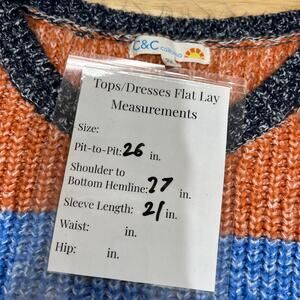 C&C
Tops/Dresses Flat Lay
Measurements
Size:
Pit-to-Pit: 26 in.
Shoulder to
Bottom Hemline: 27 in.
Sleeve Length: 21 in.
Waist: in.
Hip: in.